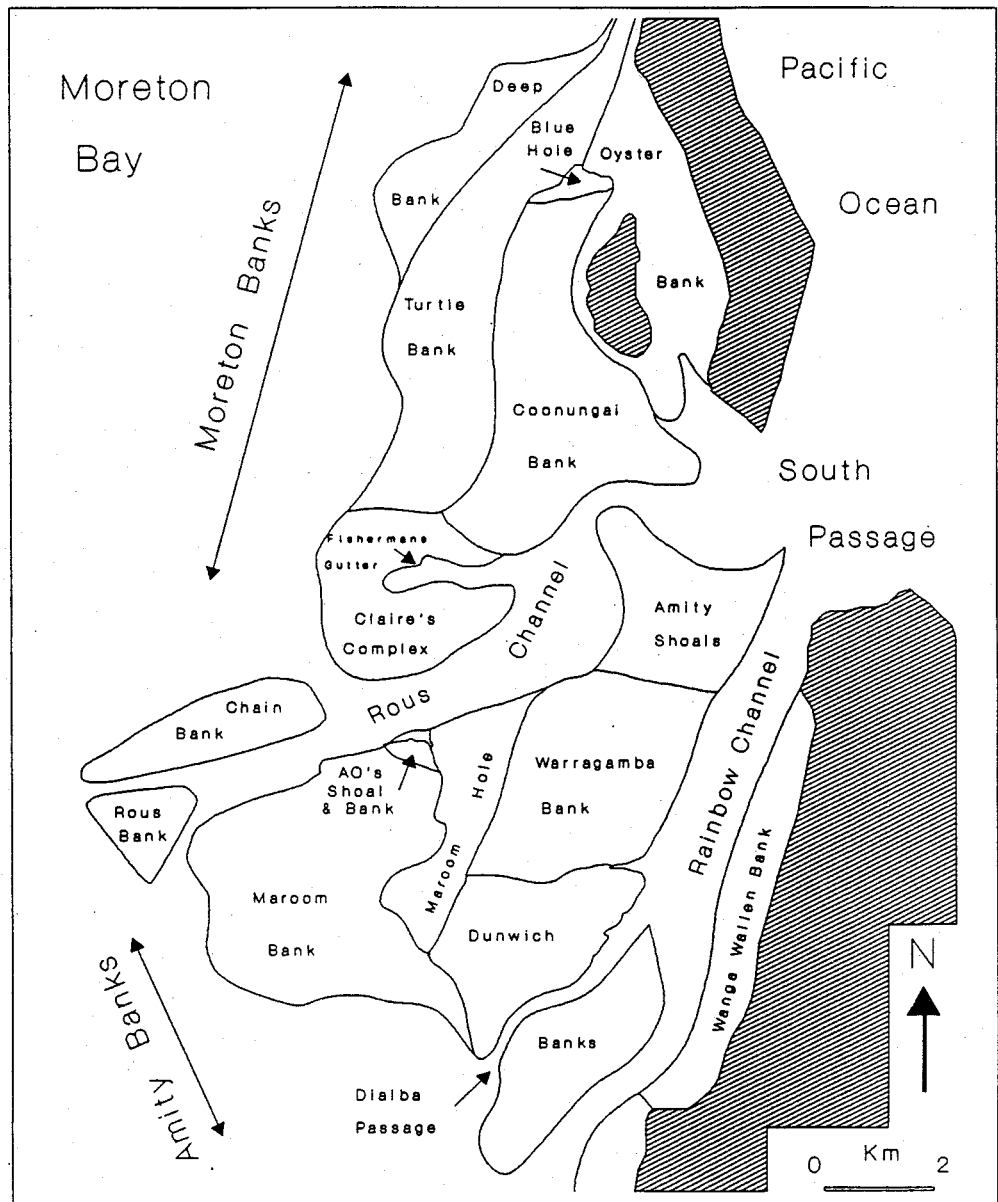 Moreton
Bay
Pacific
Ocean
Deep
Bank
Blue
Hole
Oyster
Bank
Moreton Banks
Turtle
Bank
Coonungai
Bank
South
Passage
Fishermans
Gutter
Claire's
Complex
Rous Channel
Amity
Shoals
Chain
Bank
Rous
Bank
AO's
Shoal
& Bank
Maroom Hole
Warragamba
Bank
Rainbow Channel
Wanga Wallen Bank
Maroom
Bank
Dunwich
Banks
Amity Banks
Dialba
Passage
N
Km
0 2